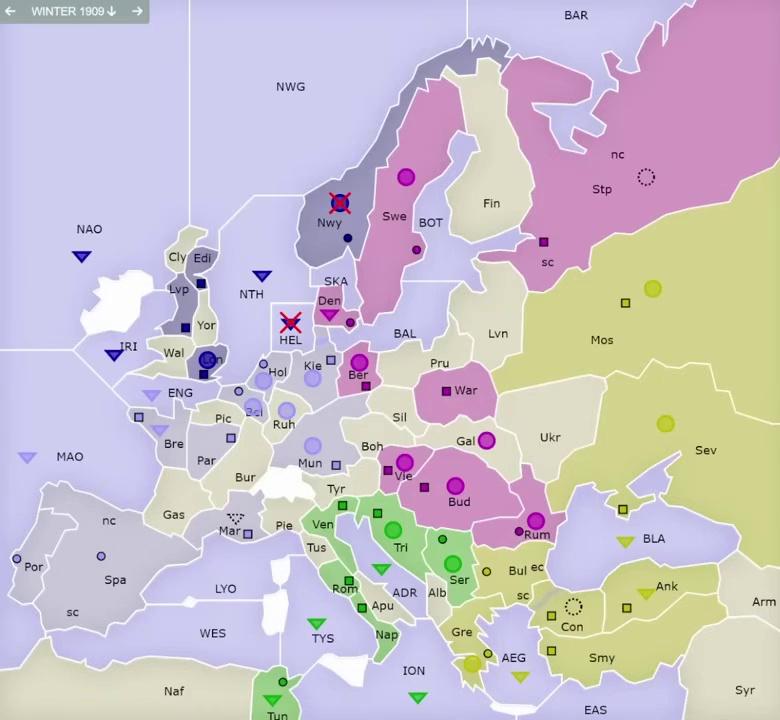 ← WINTER 1909↓ →
BAR
NWG
nc
Stp
Swe
Fin
Nwy
BOT
NAO
Cly Edi
sc
SKA
NTH
Lvp
Den
Yor
HEL
BAL
Lvn
Mos
IRI
Wal
Lon
Hol
Kie
Ber
Pru
War
ENG
Bel
Pic
Ruh
Sil
Ukr
Bre
Gal
Sev
Par
Mun
Boh
MAO
Bur
Vie
Bud
Tyr
nc
Gas
Ven
Rum
Mar
Pie
BLA
Por
Spa
Tus
Tri
Bul ec
Ser
sc
Ank
LYO
Rom
ADR
Alb
Arm
sc
Apu
Con
WES
TYS
Nap
Gre
AEG
Smy
ION
Naf
Syr
Tun
EAS